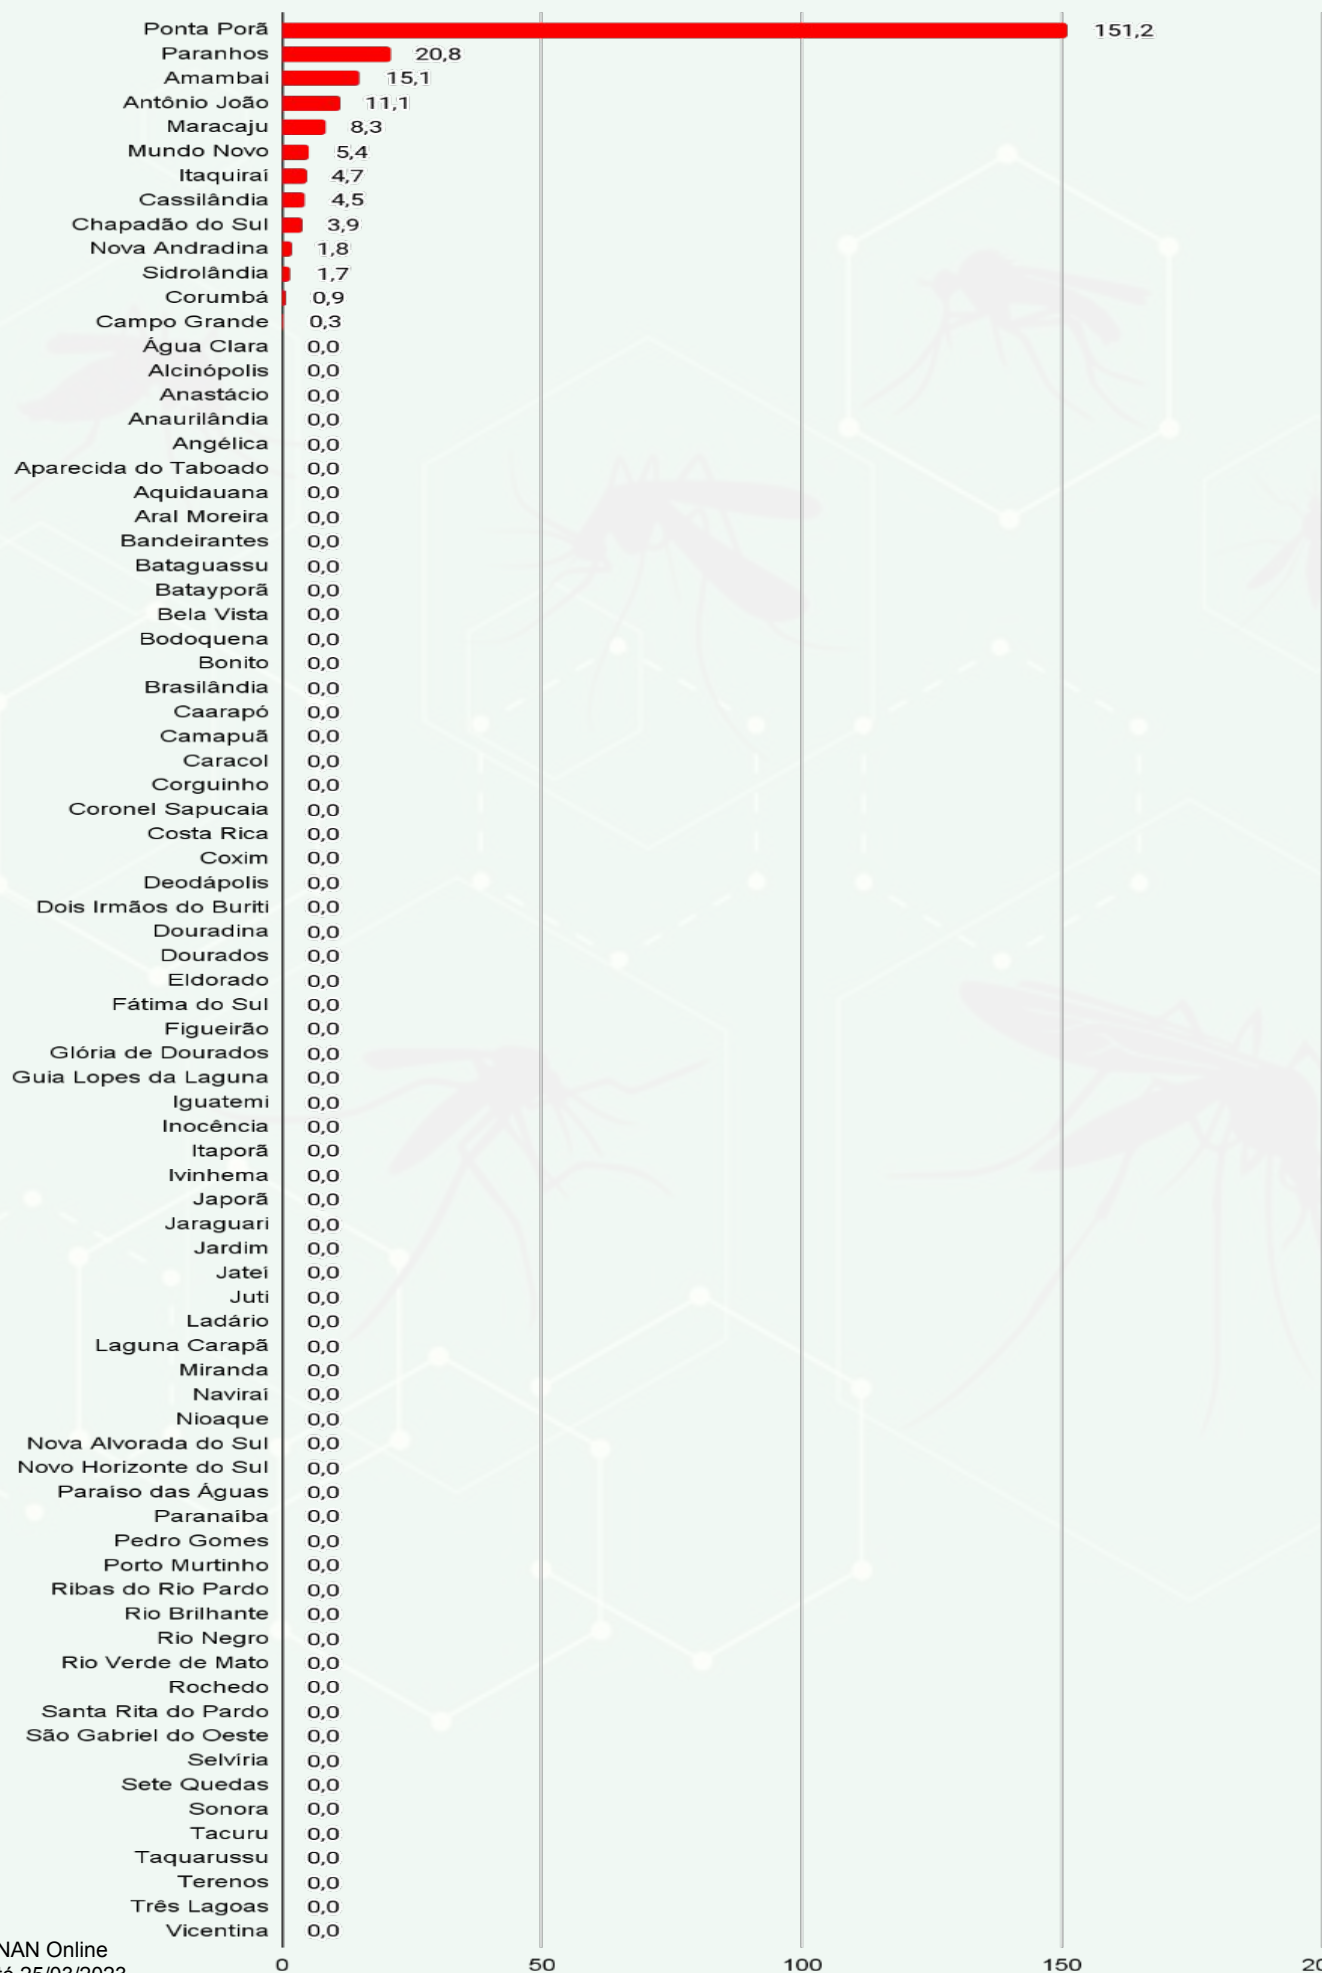 Ponta Porã 151,2
Paranhos 20,8
Amambai 15,1
Antônio João 11,1
Maracaju 8,3
Mundo Novo 5,4
Itaquiraí 4,7
Cassilândia 4,5
Chapadão do Sul 3,9
Nova Andradina 1,8
Sidrolândia 1,7
Corumbá 0,9
Campo Grande 0,3
Água Clara 0,0
Alcinópolis 0,0
Anastácio 0,0
Anaurilândia 0,0
Angélica 0,0
Aparecida do Taboado 0,0
Aquidauana 0,0
Aral Moreira 0,0
Bandeirantes 0,0
Bataguassu 0,0
Batayporã 0,0
Bela Vista 0,0
Bodoquena 0,0
Bonito 0,0
Brasilândia 0,0
Caarapó 0,0
Camapuã 0,0
Caracol 0,0
Corguinho 0,0
Coronel Sapucaia 0,0
Costa Rica 0,0
Coxim 0,0
Deodápolis 0,0
Dois Irmãos do Buriti 0,0
Douradina 0,0
Dourados 0,0
Eldorado 0,0
Fátima do Sul 0,0
Figueirão 0,0
Glória de Dourados 0,0
Guia Lopes da Laguna 0,0
Iguatemi 0,0
Inocência 0,0
Itaporã 0,0
Ivinhema 0,0
Japorã 0,0
Jaraguari 0,0
Jardim 0,0
Jateí 0,0
Juti 0,0
Ladário 0,0
Laguna Carapã 0,0
Miranda 0,0
Naviraí 0,0
Nioaque 0,0
Nova Alvorada do Sul 0,0
Novo Horizonte do Sul 0,0
Paraíso das Águas 0,0
Paranaíba 0,0
Pedro Gomes 0,0
Porto Murtinho 0,0
Ribas do Rio Pardo 0,0
Rio Brilhante 0,0
Rio Negro 0,0
Rio Verde de Mato 0,0
Rochedo 0,0
Santa Rita do Pardo 0,0
São Gabriel do Oeste 0,0
Selvíria 0,0
Sete Quedas 0,0
Sonora 0,0
Tacuru 0,0
Taquarussu 0,0
Terenos 0,0
Três Lagoas 0,0
Vicentina 0,0
NAN Online
25/03/2023
0 50 100 150 20